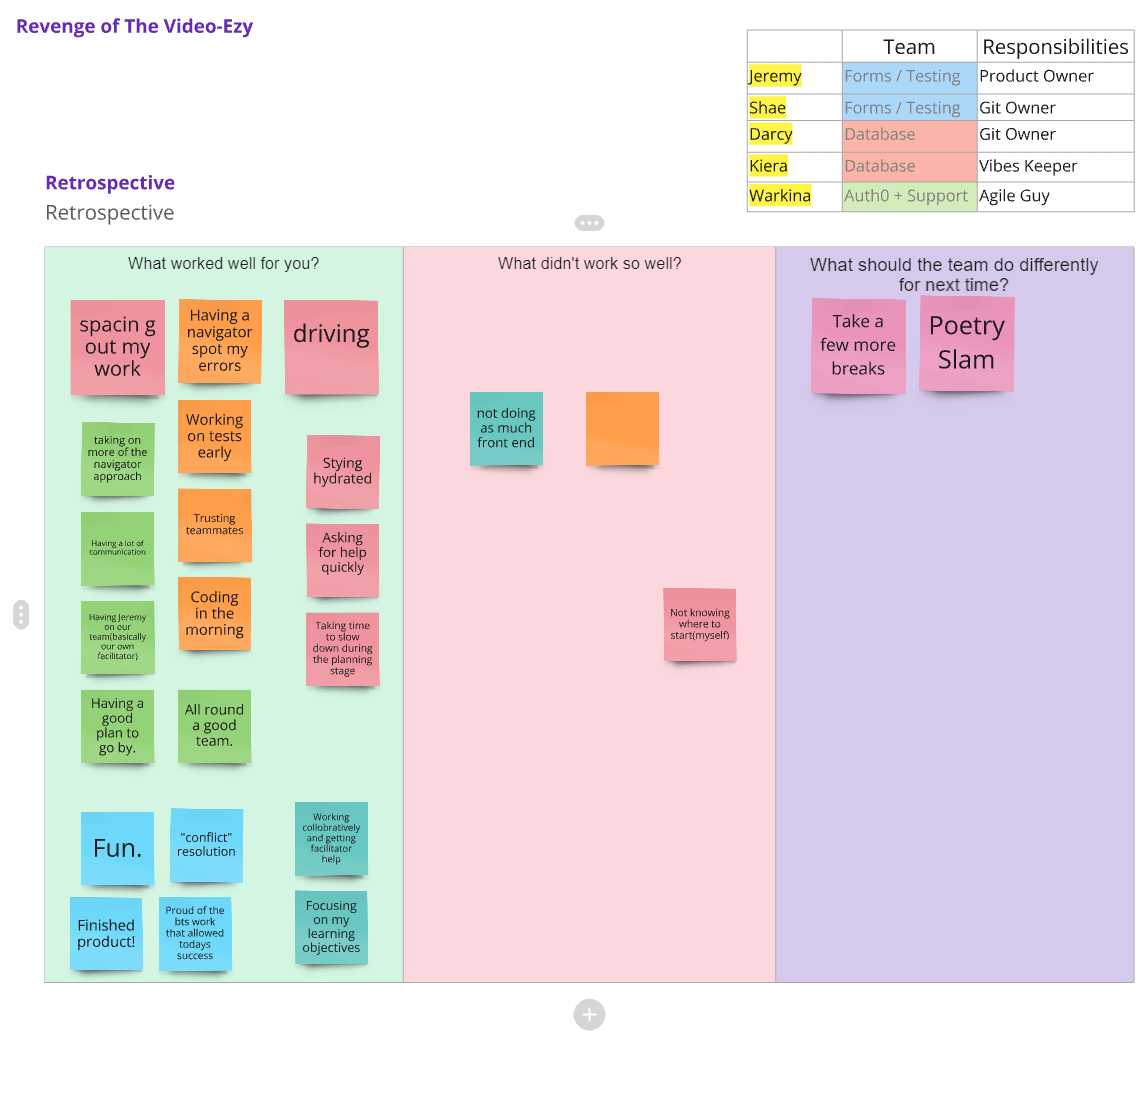 Revenge of The Video-Ezy
Team Responsibilities
Jeremy Forms / Testing Product Owner
Shae Forms / Testing Git Owner
Darcy Database Git Owner
Kiera Database Vibes Keeper
Warkina Auth0 + Support Agile Guy
Retrospective
Retrospective
What worked well for you?
spacin g
out my
work
Having a
navigator
spot my
errors
driving
taking on
more of the
navigator
approach
Working
on tests
early
Stying
hydrated
Having a lot of
communication
Trusting
teammates
Asking
for help
quickly
Having Jeremy
on our
team(basically
our own
facilitator)
Coding
in the
morning
Taking time
to slow
down during
the planning
stage
Having a
good
plan to
go by.
All round
a good
team.
Fun.
"conflict"
resolution
Working
collobratively
and getting
facilitator
help
Finished
product!
Proud of the
bts work
that allowed
todays
success
Focusing
on my
learning
objectives
What didn't work so well?
not doing
as much
front end
Not knowing
where to
start(myself)
What should the team do differently
for next time?
Take a
few more
breaks
Poetry
Slam